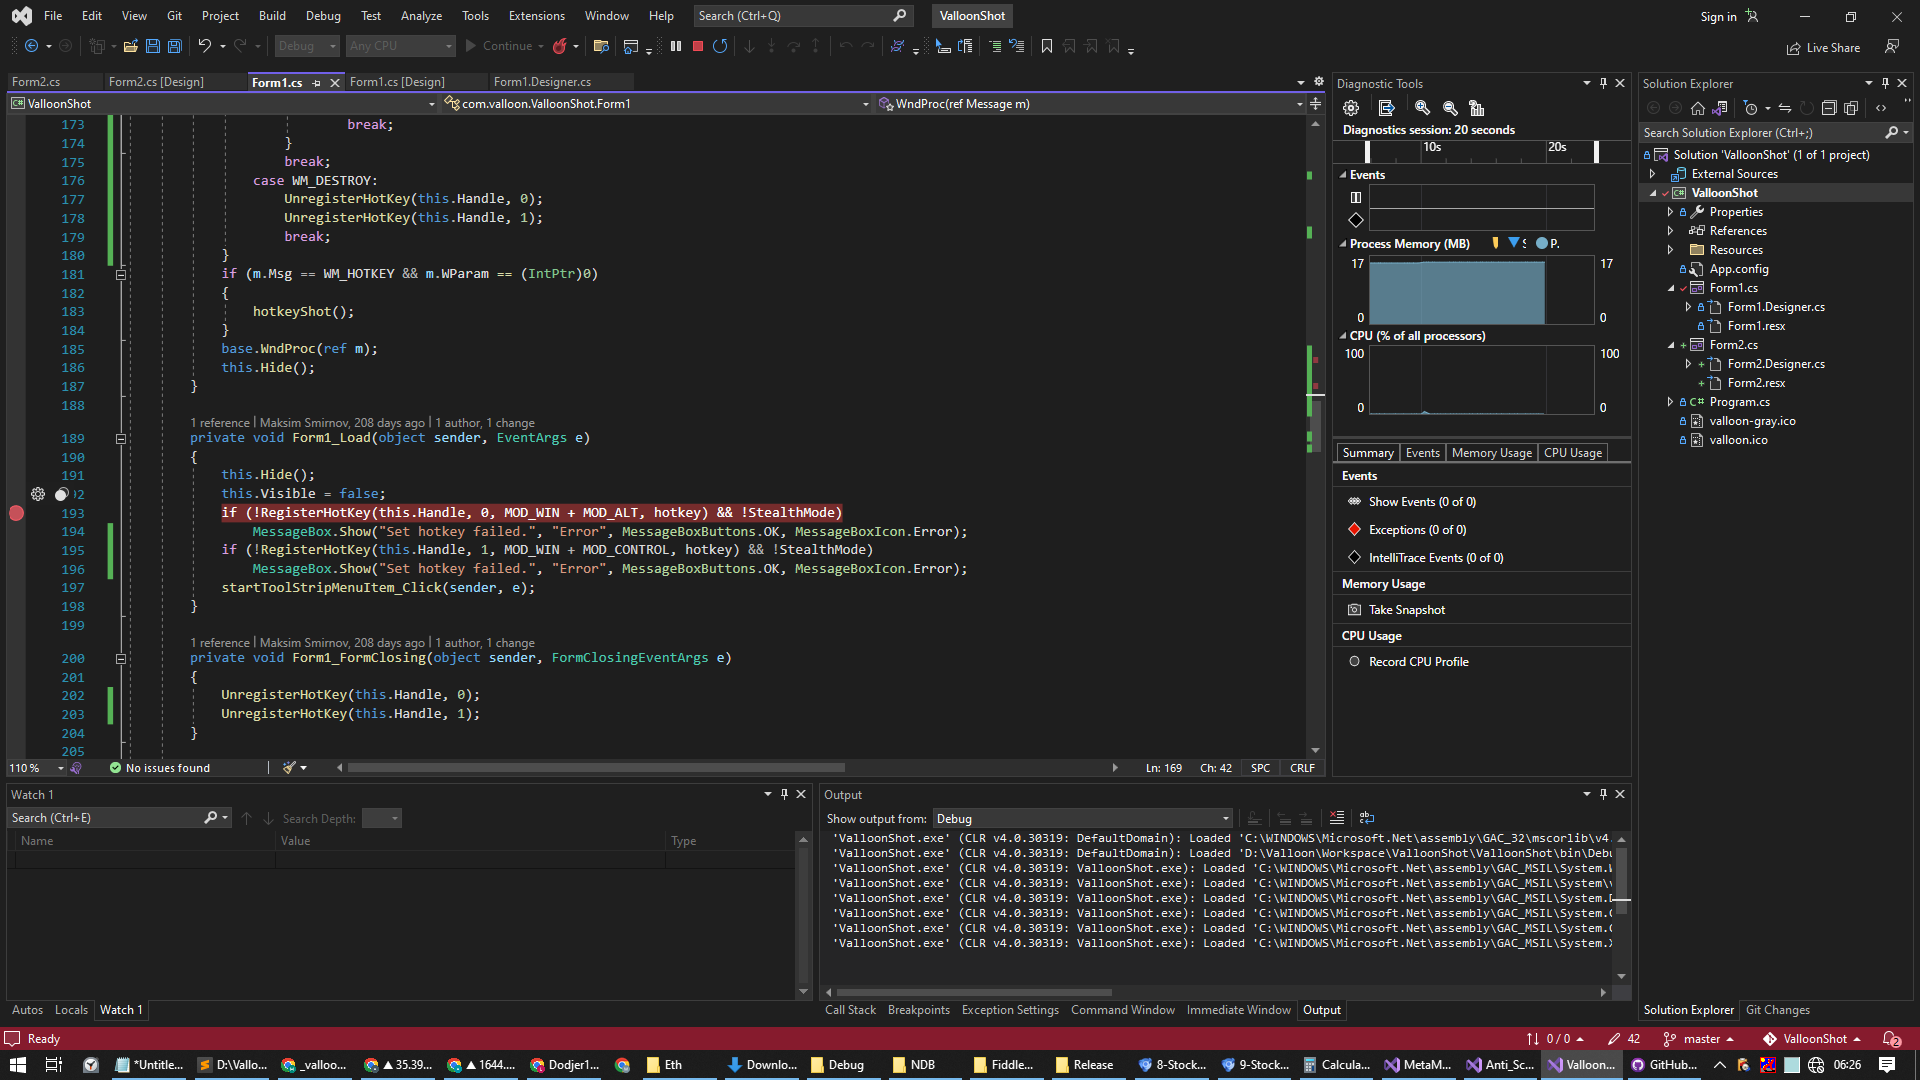 File Edit View Git Project Build Debug Test Analyze Tools Extensions Window Help Search (Ctrl+Q) ValloonShot Sign in
Debug Any CPU Continue Live Share
Form2.cs Form2.cs [Design] Form1.cs Form1.cs [Design] Form1.Designer.cs
ValloonShot com.valloon.ValloonShot.Form1 WndProc(ref Message m)
173 break;
174 }
175 break;
176 case WM_DESTROY:
177 UnregisterHotKey(this.Handle, 0);
178 UnregisterHotKey(this.Handle, 1);
179 break;
180 }
181 if (m.Msg == WM_HOTKEY && m.WParam == (IntPtr)0)
182 {
183 hotkeyShot();
184 }
185 base.WndProc(ref m);
186 this.Hide();
187 }
188
1 reference | Maksim Smirnov, 208 days ago | 1 author, 1 change
189 private void Form1_Load(object sender, EventArgs e)
190 {
191 this.Hide();
92 this.Visible = false;
193 if (!RegisterHotKey(this.Handle, 0, MOD_WIN + MOD_ALT, hotkey) && !StealthMode)
194 MessageBox.Show("Set hotkey failed.", "Error", MessageBoxButtons.OK, MessageBoxIcon.Error);
195 if (!RegisterHotKey(this.Handle, 1, MOD_WIN + MOD_CONTROL, hotkey) && !StealthMode)
196 MessageBox.Show("Set hotkey failed.", "Error", MessageBoxButtons.OK, MessageBoxIcon.Error);
197 startToolStripMenuItem_Click(sender, e);
198 }
199
1 reference | Maksim Smirnov, 208 days ago | 1 author, 1 change
200 private void Form1_FormClosing(object sender, FormClosingEventArgs e)
201 {
202 UnregisterHotKey(this.Handle, 0);
203 UnregisterHotKey(this.Handle, 1);
204 }
205
110 % No issues found Ln: 169 Ch: 42 SPC CRLF
Diagnostic Tools
Diagnostics session: 20 seconds
10s 20s
Events
Process Memory (MB) P.
17 17
0 0
CPU (% of all processors)
100 100
0 0
Summary Events Memory Usage CPU Usage
Events
Show Events (0 of 0)
Exceptions (0 of 0)
IntelliTrace Events (0 of 0)
Memory Usage
Take Snapshot
CPU Usage
Record CPU Profile
Solution Explorer
Search Solution Explorer (Ctrl+;)
Solution 'ValloonShot' (1 of 1 project)
External Sources
ValloonShot
Properties
References
Resources
App.config
Form1.cs
Form1.Designer.cs
Form1.resx
Form2.cs
Form2.Designer.cs
Form2.resx
Program.cs
valloon-gray.ico
valloon.ico
Watch 1
Search (Ctrl+E) Search Depth:
Name Value Type
Autos Locals Watch 1
Output
Show output from: Debug
'ValloonShot.exe' (CLR v4.0.30319: DefaultDomain): Loaded 'C:\WINDOWS\Microsoft.Net\assembly\GAC_32\mscorlib\v4.
'ValloonShot.exe' (CLR v4.0.30319: DefaultDomain): Loaded 'D:\Valloon\Workspace\ValloonShot\ValloonShot\bin\Debu
'ValloonShot.exe' (CLR v4.0.30319: ValloonShot.exe): Loaded 'C:\WINDOWS\Microsoft.Net\assembly\GAC_MSIL\System.W
'ValloonShot.exe' (CLR v4.0.30319: ValloonShot.exe): Loaded 'C:\WINDOWS\Microsoft.Net\assembly\GAC_MSIL\System\v
'ValloonShot.exe' (CLR v4.0.30319: ValloonShot.exe): Loaded 'C:\WINDOWS\Microsoft.Net\assembly\GAC_MSIL\System.D
'ValloonShot.exe' (CLR v4.0.30319: ValloonShot.exe): Loaded 'C:\WINDOWS\Microsoft.Net\assembly\GAC_MSIL\System.C
'ValloonShot.exe' (CLR v4.0.30319: ValloonShot.exe): Loaded 'C:\WINDOWS\Microsoft.Net\assembly\GAC_MSIL\System.C
'ValloonShot.exe' (CLR v4.0.30319: ValloonShot.exe): Loaded 'C:\WINDOWS\Microsoft.Net\assembly\GAC_MSIL\System.X
Call Stack Breakpoints Exception Settings Command Window Immediate Window Output
Solution Explorer Git Changes
Ready 0 / 0 42 master ValloonShot 2
*Untitle... D:\Vallo... _valloo... ▲ 35.39... ▲ 1644.... Dodjer1... Eth Downlo... Debug NDB Fiddle... Release 8-Stock... 9-Stock... Calcula... MetaM... Anti_Sc... Valloon... GitHub... 06:26